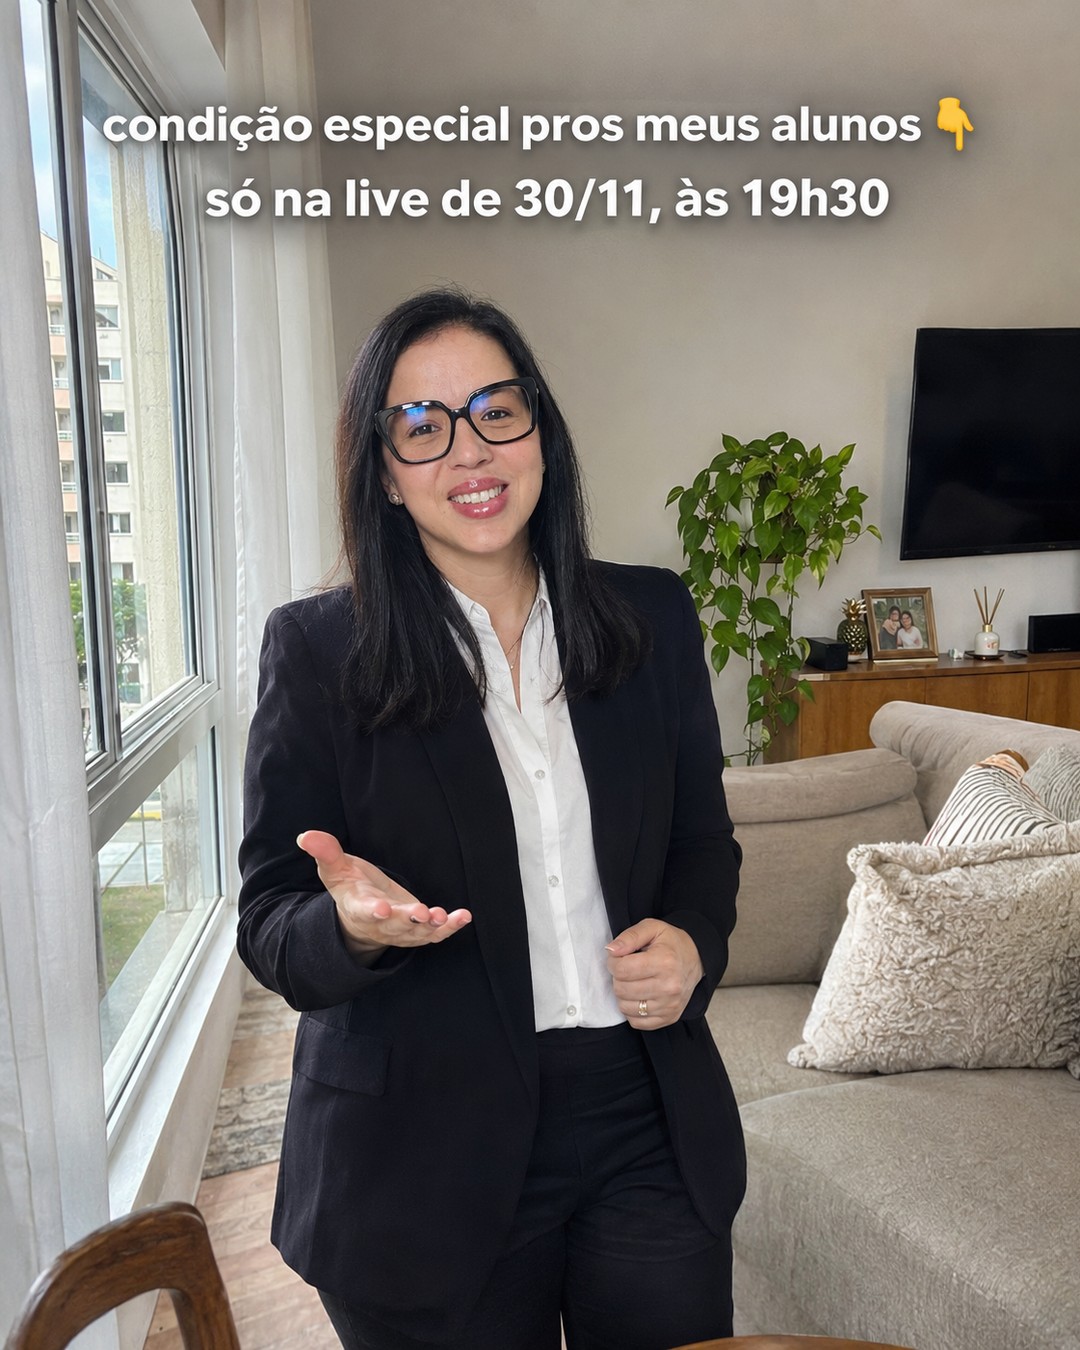 condição especial pros meus alunos 👇
só na live de 30/11, às 19h30